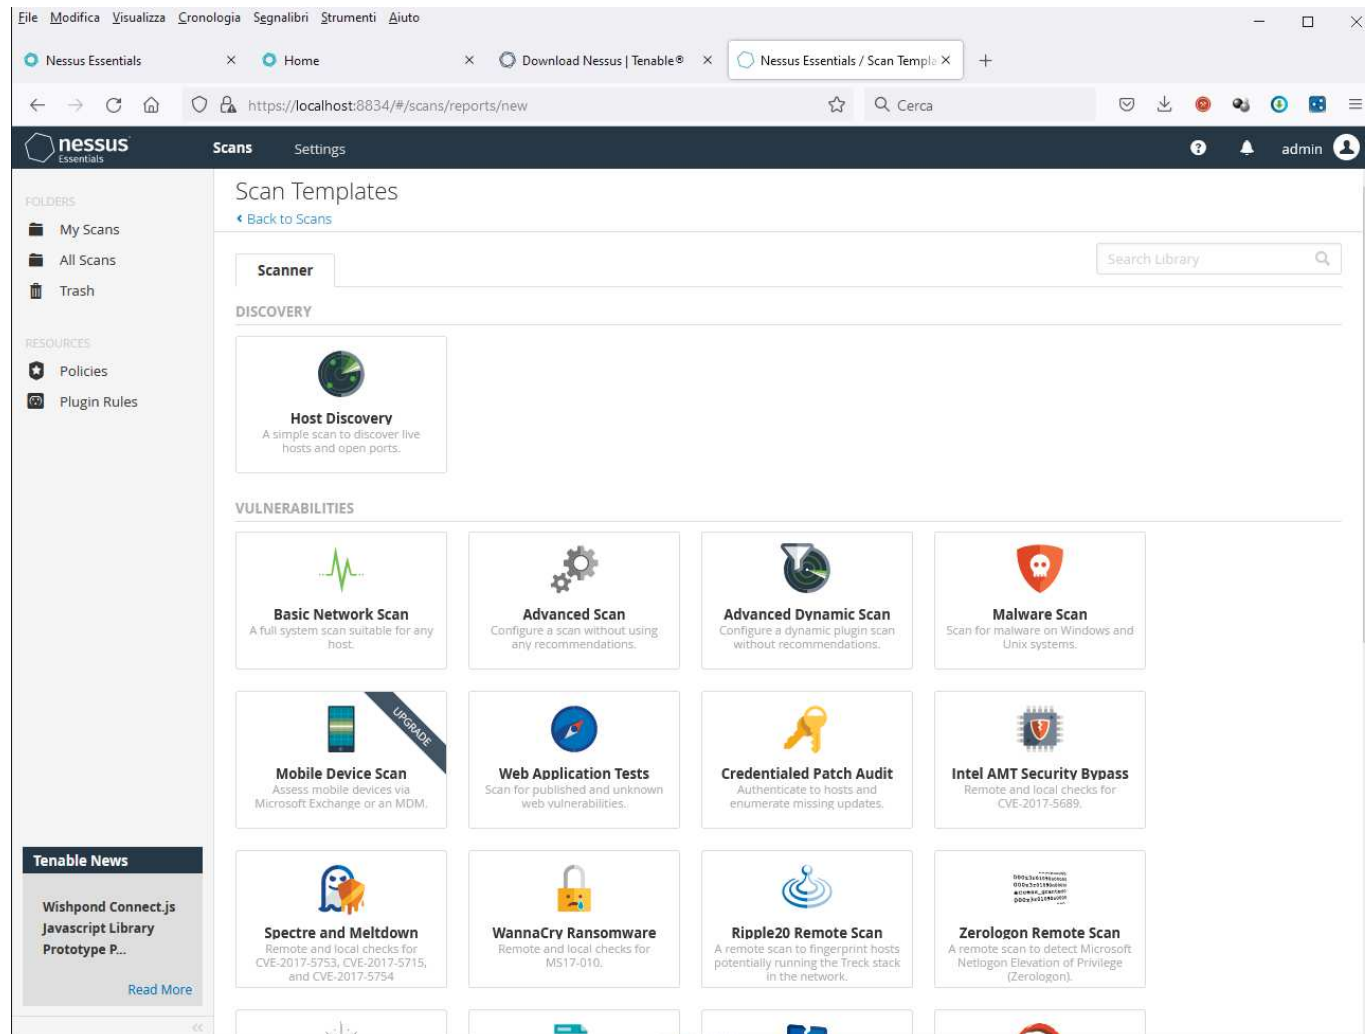 File Modifica Visualizza Cronologia Segnalibri Strumenti Aiuto
Nessus Essentials
Home
Download Nessus | Tenable®
Nessus Essentials / Scan Templa
https://localhost:8834/#/scans/reports/new
Cerca
nessus
Essentials
Scans
Settings
admin
FOLDERS
My Scans
All Scans
Trash
RESOURCES
Policies
Plugin Rules
Tenable News
Wishpond Connect.js
Javascript Library
Prototype P...
Read More
Scan Templates
Back to Scans
Scanner
Search Library
DISCOVERY
Host Discovery
A simple scan to discover live
hosts and open ports.
VULNERABILITIES
Basic Network Scan
A full system scan suitable for any
host.
Advanced Scan
Configure a scan without using
any recommendations.
Advanced Dynamic Scan
Configure a dynamic plugin scan
without recommendations.
Malware Scan
Scan for malware on Windows and
Unix systems.
UPGRADE
Mobile Device Scan
Assess mobile devices via
Microsoft Exchange or an MDM.
Web Application Tests
Scan for published and unknown
web vulnerabilities.
Credentialed Patch Audit
Authenticate to hosts and
enumerate missing updates.
Intel AMT Security Bypass
Remote and local checks for
CVE-2017-5689.
Spectre and Meltdown
Remote and local checks for
CVE-2017-5753, CVE-2017-5715,
and CVE-2017-5754
WannaCry Ransomware
Remote and local checks for
MS17-010.
Ripple20 Remote Scan
A remote scan to fingerprint hosts
potentially running the Treck stack
in the network.
Zerologon Remote Scan
A remote scan to detect Microsoft
Netlogon Elevation of Privilege
(Zerologon).